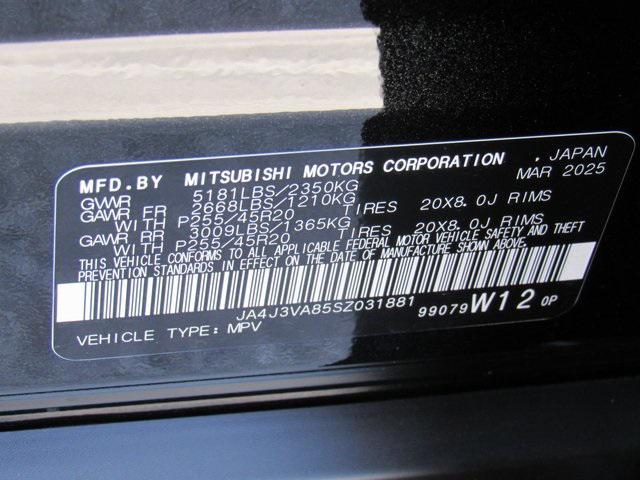 MFD.BY MITSUBISHI MOTORS CORPORATION , JAPAN
GVWR 5181LBS/2350KG MAR 2025
GAWR FR 2668LBS/1210KG
WITH P255/45R20 TIRES 20X8.0J RIMS
GAWR RR 3009LBS/1365KG
WITH P255/45R20 TIRES 20X8.0J RIMS
THIS VEHICLE CONFORMS TO ALL APPLICABLE FEDERAL MOTOR VEHICLE SAFETY AND THEFT
PREVENTION STANDARDS IN EFFECT ON THE DATE OF MANUFACTURE SHOWN ABOVE.
JA4J3VA85SZ031881
VEHICLE TYPE: MPV 99079 W12 0P